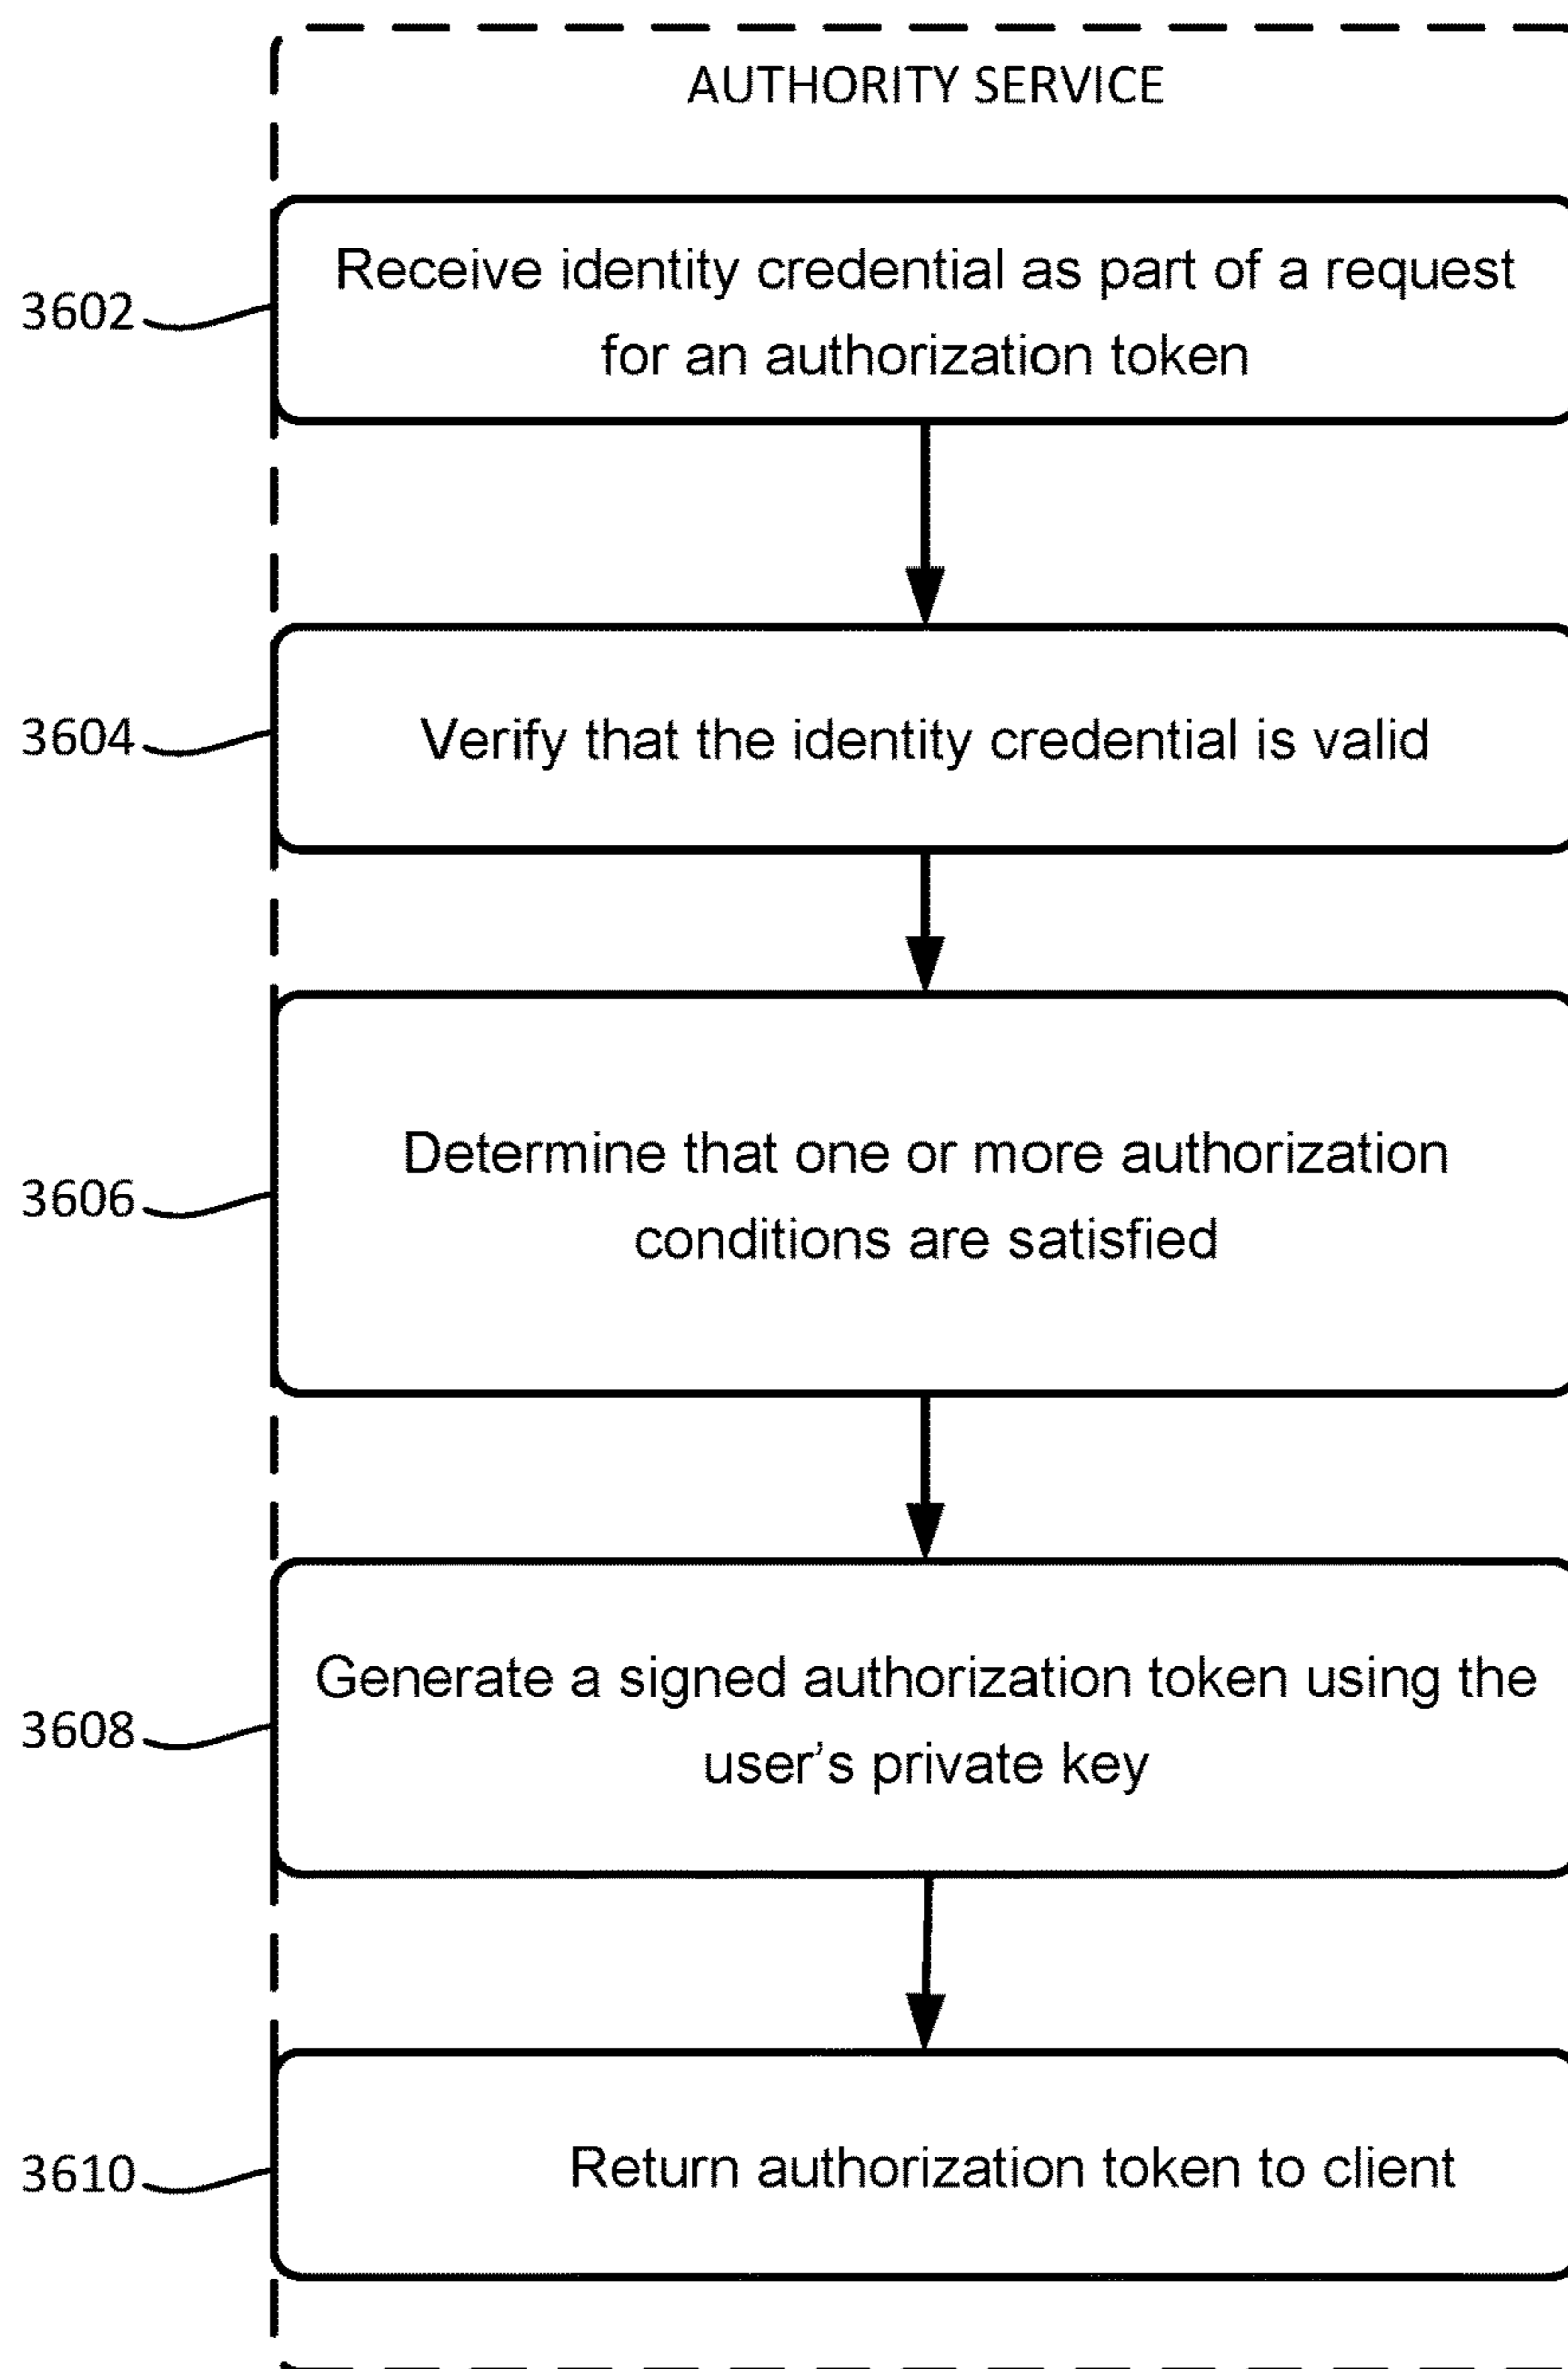 AUTHORITY SERVICE
Receive identity credential as part of a request
for an authorization token
3602
Verify that the identity credential is valid
3604
Determine that one or more authorization
conditions are satisfied
3606
Generate a signed authorization token using the
user's private key
3608
Return authorization token to client
3610